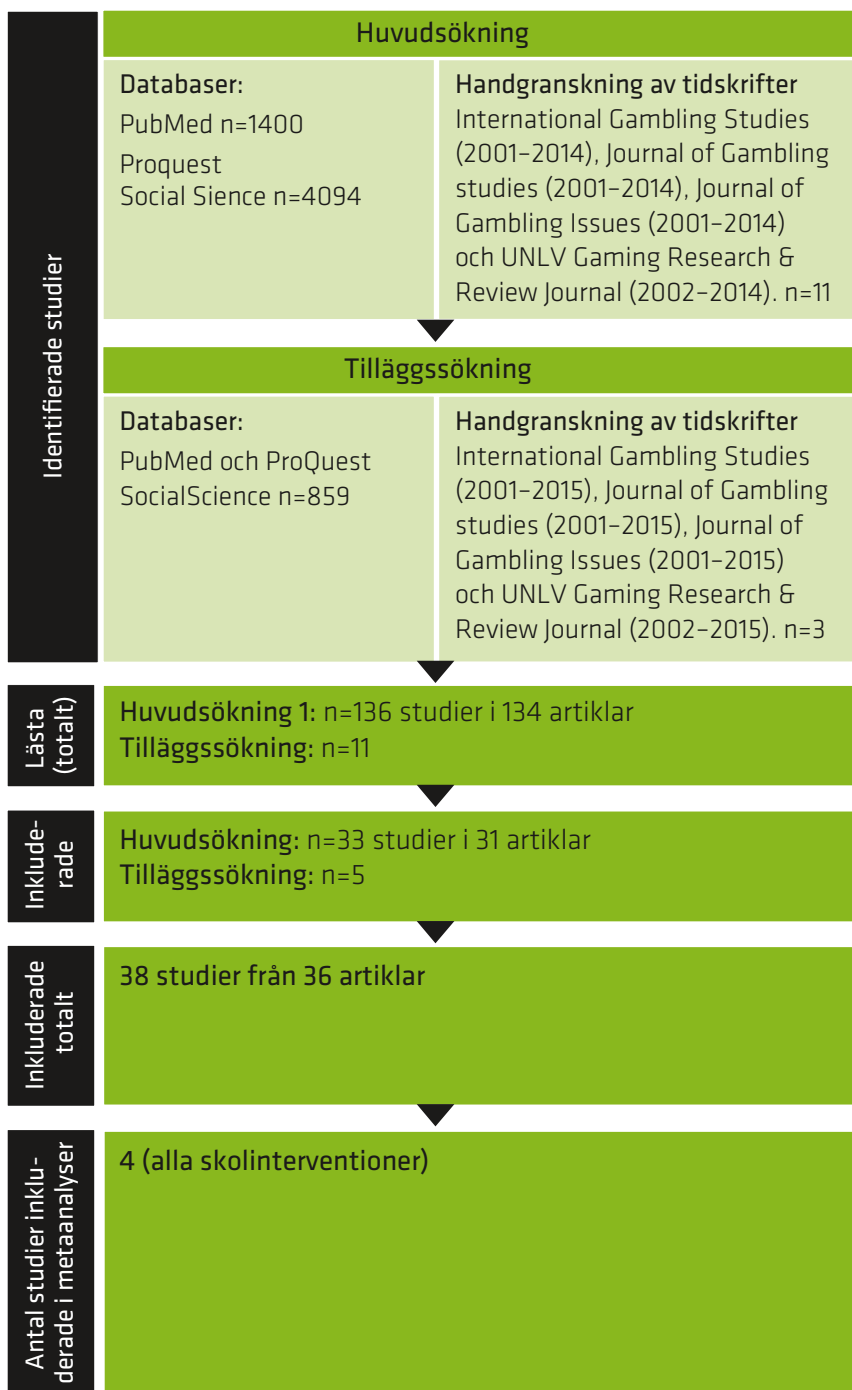 Identifierade studier
Huvudsökning
Databaser:
PubMed n=1400
Proquest
Social Sience n=4094
Handgranskning av tidskrifter
International Gambling Studies
(2001–2014), Journal of Gambling
studies (2001–2014), Journal of
Gambling Issues (2001–2014)
och UNLV Gaming Research &
Review Journal (2002–2014). n=11
Tilläggssökning
Databaser:
PubMed och ProQuest
SocialScience n=859
Handgranskning av tidskrifter
International Gambling Studies
(2001–2015), Journal of Gambling
studies (2001–2015), Journal of
Gambling Issues (2001–2015)
och UNLV Gaming Research &
Review Journal (2002–2015). n=3
Lästa
(totalt)
Huvudsökning 1: n=136 studier i 134 artiklar
Tilläggssökning: n=11
Inklude-
rade
Huvudsökning: n=33 studier i 31 artiklar
Tilläggssökning: n=5
Inkluderade
totalt
38 studier från 36 artiklar
Antal studier inklu-
derade i metaanalyser
4 (alla skolinterventioner)